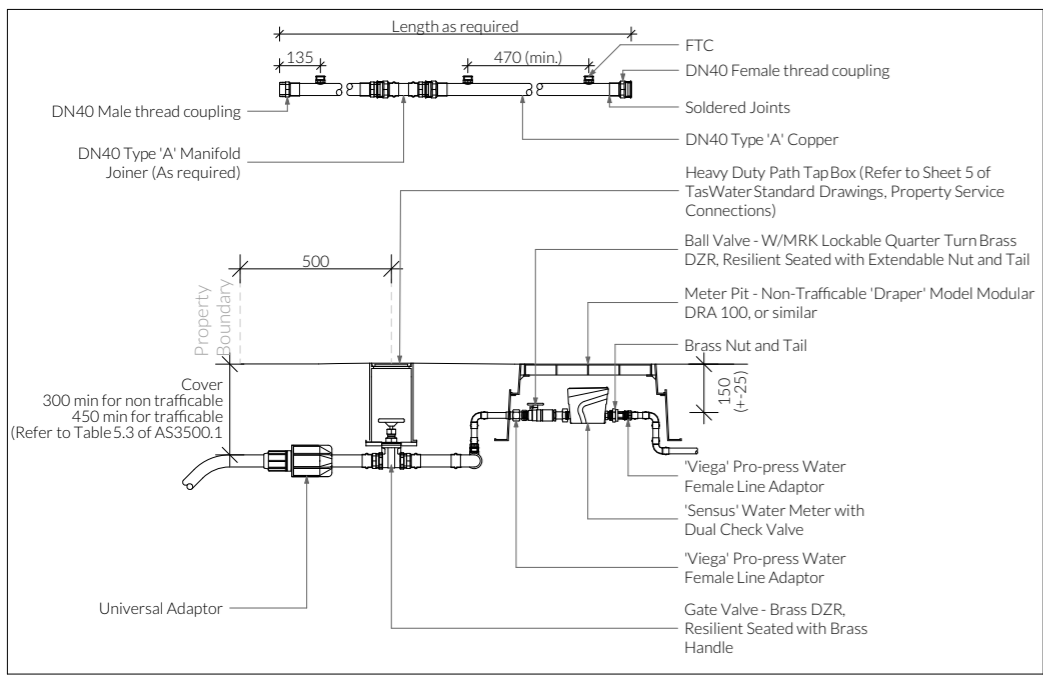 Length as required
135
470 (min.)
FTC
DN40 Female thread coupling
DN40 Male thread coupling
Soldered Joints
DN40 Type 'A' Manifold
Joiner (As required)
DN40 Type 'A' Copper
Heavy Duty Path Tap Box (Refer to Sheet 5 of
TasWater Standard Drawings, Property Service
Connections)
Ball Valve - W/MRK Lockable Quarter Turn Brass
DZR, Resilient Seated with Extendable Nut and Tail
500
Property
Boundary
Meter Pit - Non-Trafficable 'Draper' Model Modular
DRA 100, or similar
Brass Nut and Tail
150
(+-25)
Cover
300 min for non trafficable
450 min for trafficable
(Refer to Table 5.3 of AS3500.1
'Viega' Pro-press Water
Female Line Adaptor
'Sensus' Water Meter with
Dual Check Valve
'Viega' Pro-press Water
Female Line Adaptor
Universal Adaptor
Gate Valve - Brass DZR,
Resilient Seated with Brass
Handle